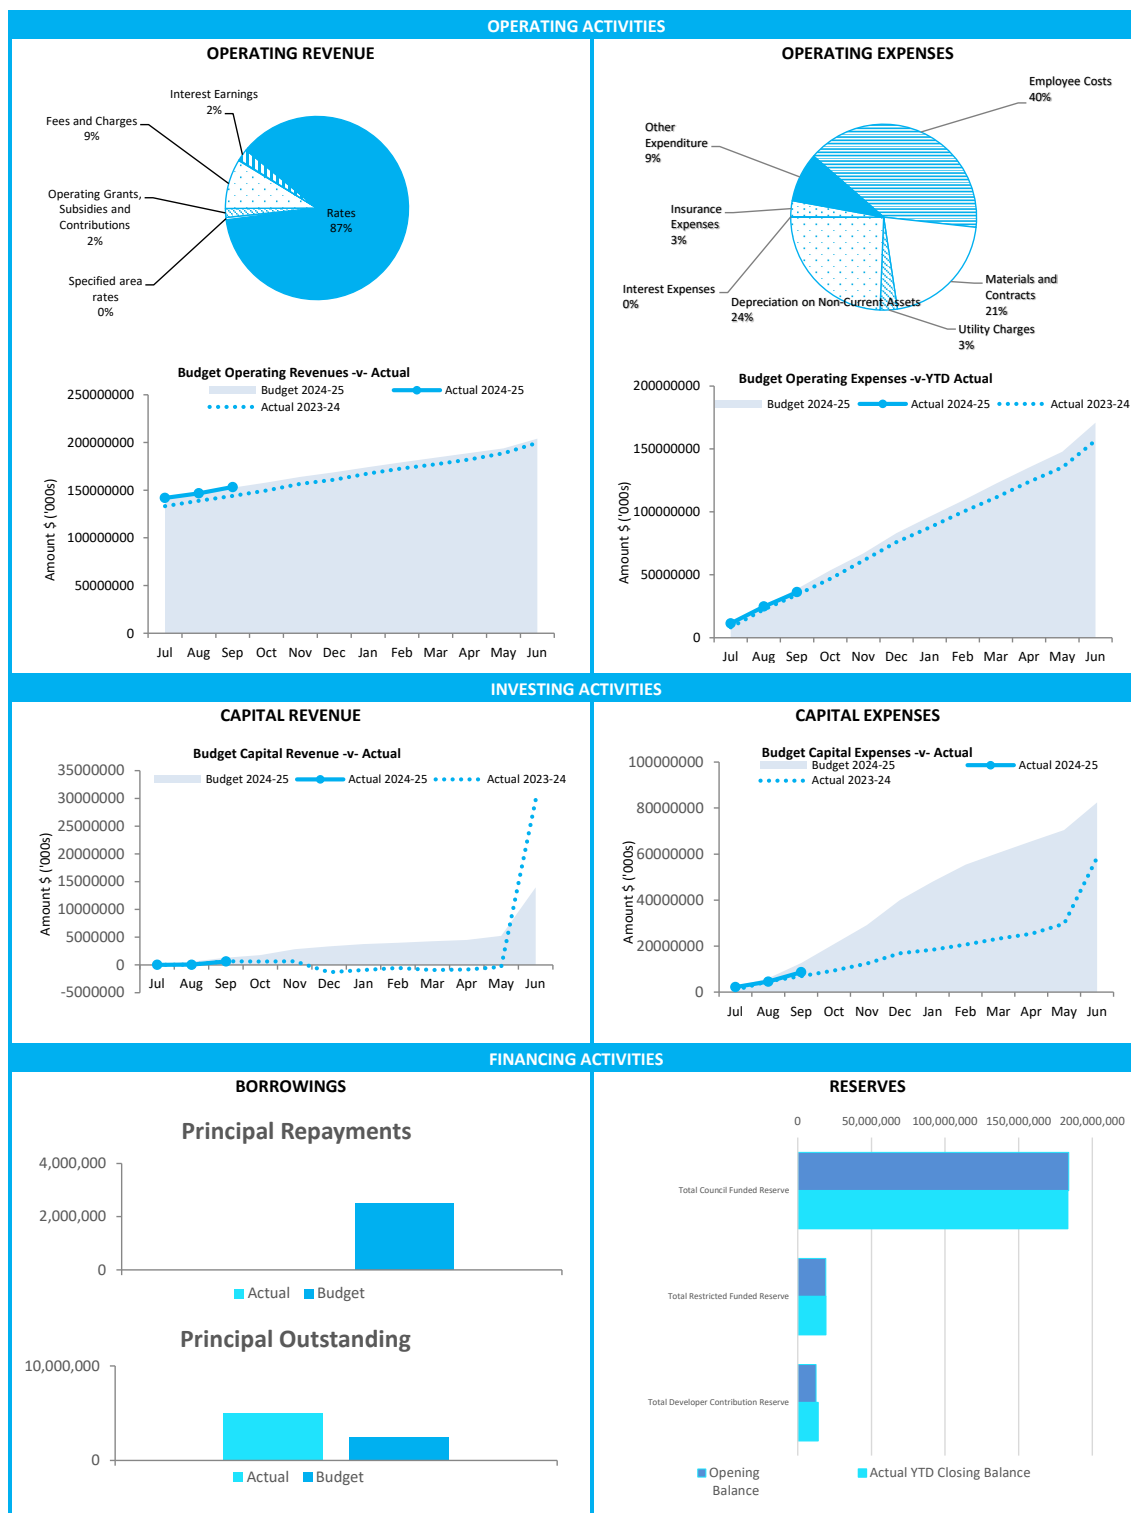 OPERATING ACTIVITIES
OPERATING REVENUE
Interest Earnings
2%
Fees and Charges
9%
Operating Grants,
Subsidies and
Contributions
2%
Specified area
rates
0%
Rates
87%
OPERATING EXPENSES
Employee Costs
40%
Other
Expenditure
9%
Insurance
Expenses
3%
Interest Expenses
0%
Depreciation on Non-Current Assets
24%
Materials and
Contracts
21%
Utility Charges
3%
Budget Operating Revenues -v- Actual
Budget 2024-25
Actual 2024-25
Actual 2023-24
Amount $ ('000s)
250000000
200000000
150000000
100000000
50000000
0
Jul Aug Sep Oct Nov Dec Jan Feb Mar Apr May Jun
Budget Operating Expenses -v-YTD Actual
Budget 2024-25
Actual 2024-25
Actual 2023-24
Amount $ ('000s)
200000000
150000000
100000000
50000000
0
Jul Aug Sep Oct Nov Dec Jan Feb Mar Apr May Jun
INVESTING ACTIVITIES
CAPITAL REVENUE
Budget Capital Revenue -v- Actual
Budget 2024-25
Actual 2024-25
Actual 2023-24
Amount $ ('000s)
35000000
30000000
25000000
20000000
15000000
10000000
5000000
0
-5000000
Jul Aug Sep Oct Nov Dec Jan Feb Mar Apr May Jun
CAPITAL EXPENSES
Budget Capital Expenses -v- Actual
Budget 2024-25
Actual 2024-25
Actual 2023-24
Amount $ ('000s)
100000000
80000000
60000000
40000000
20000000
0
Jul Aug Sep Oct Nov Dec Jan Feb Mar Apr May Jun
FINANCING ACTIVITIES
BORROWINGS
Principal Repayments
4,000,000
2,000,000
0
Actual Budget
Principal Outstanding
10,000,000
0
Actual Budget
RESERVES
0 50,000,000 100,000,000 150,000,000 200,000,000
Total Council Funded Reserve
Total Restricted Funded Reserve
Total Developer Contribution Reserve
Opening
Balance
Actual YTD Closing Balance